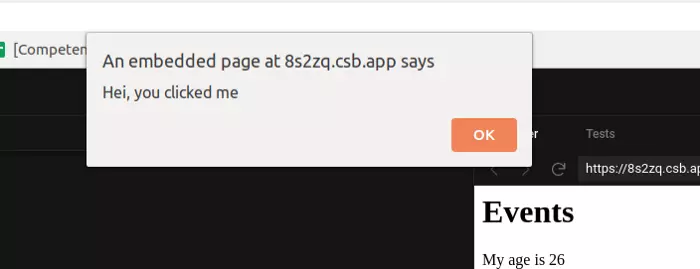 [Competen
An embedded page at 8s2zq.csb.app says
Hei, you clicked me
OK
er
Tests
https://8s2zq.csb.ap
Events
My age is 26